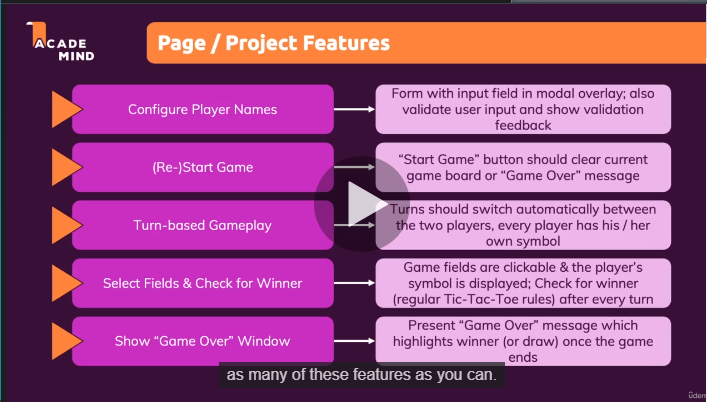 ACADE
MIND
Page / Project Features
Configure Player Names
Form with input field in modal overlay; also
validate user input and show validation
feedback
(Re-)Start Game
“Start Game” button should clear current
game board or “Game Over” message
Turn-based Gameplay
Turns should switch automatically between
the two players, every player has his / her
own symbol
Select Fields & Check for Winner
Game fields are clickable & the player’s
symbol is displayed; Check for winner
(regular Tic-Tac-Toe rules) after every turn
Show “Game Over” Window
Present “Game Over” message which
highlights winner (or draw) once the game
ends
as many of these features as you can.